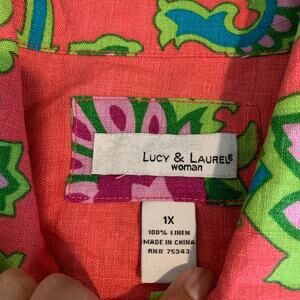 LUCY & LAUREL®
woman
1X
100% LINEN
MADE IN CHINA
RN# 75343